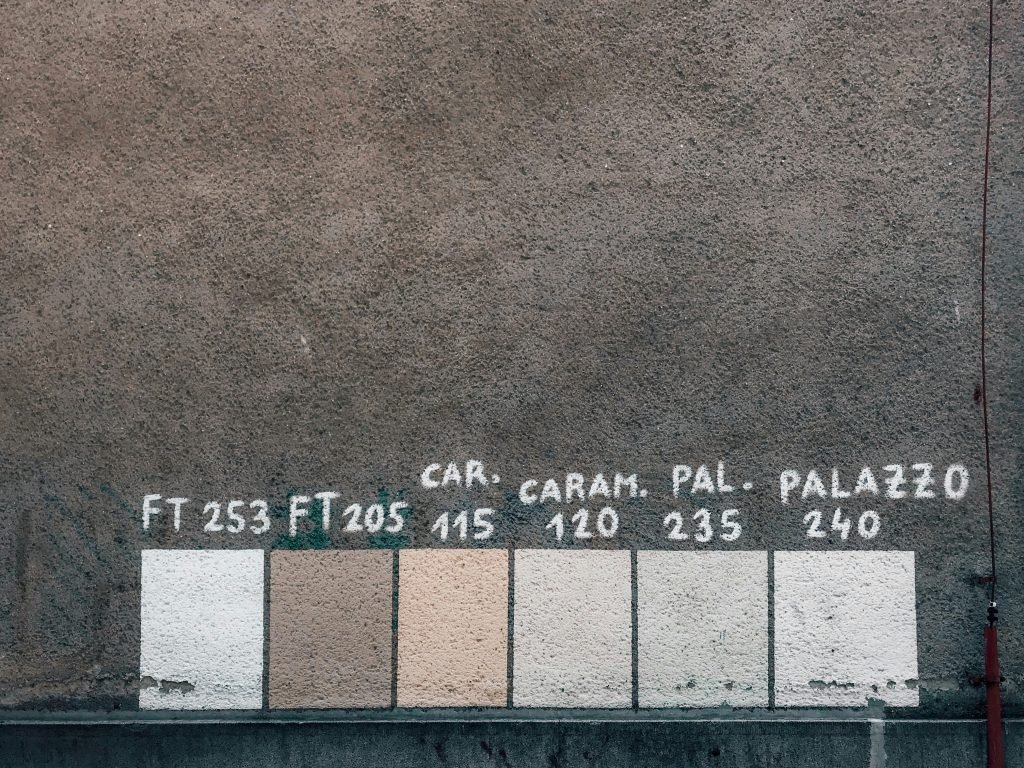 FT 253
FT 205
CAR.
115
CARAM.
120
PAL.
235
PALAZZO
240